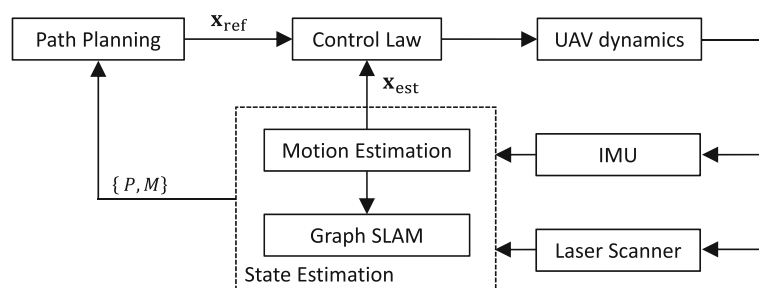 Path Planning
x_ref
Control Law
UAV dynamics
x_est
Motion Estimation
IMU
{P, M}
Graph SLAM
Laser Scanner
State Estimation